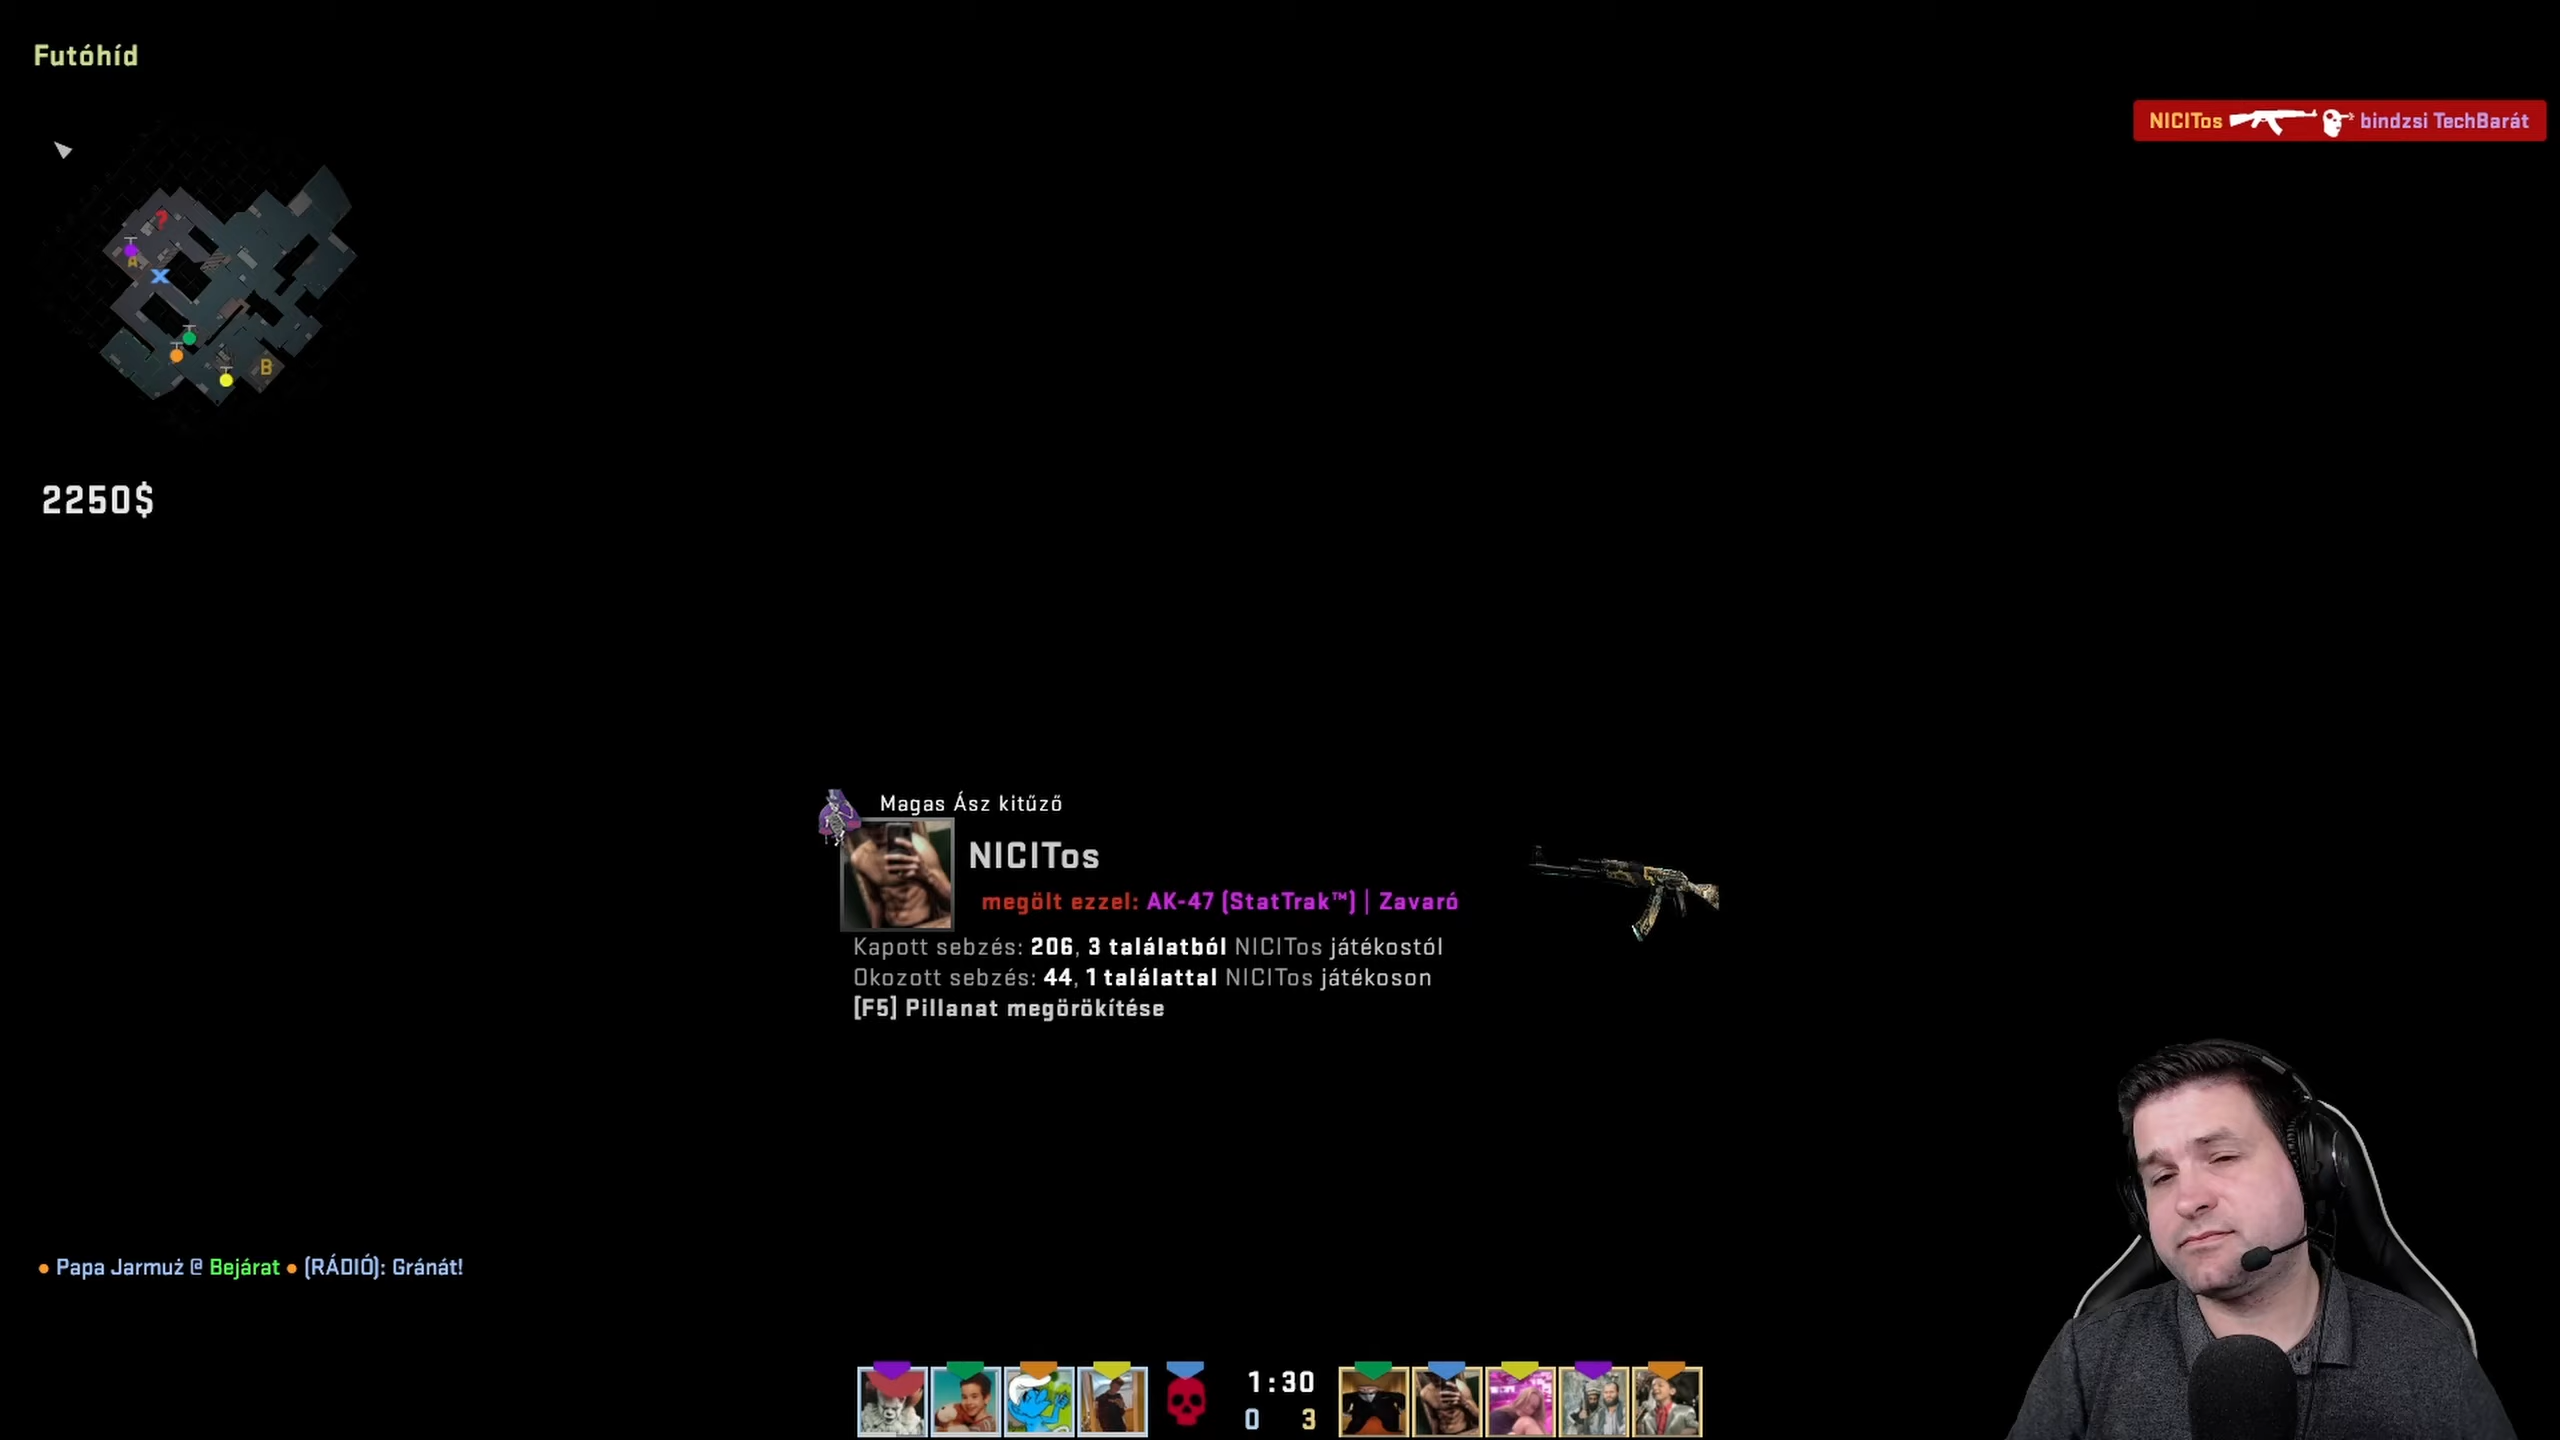 Futóhíd
NICITos bindzsi TechBarát
A
B
2250$
Magas Ász kitűző
NICITos
megölt ezzel: AK-47 (StatTrak™) | Zavaró
Kapott sebzés: 206, 3 találatból NICITos játékostól
Okozott sebzés: 44, 1 találattal NICITos játékoson
[F5] Pillanat megörökítése
Papa Jarmuż @ Bejárat (RÁDIÓ): Gránát!
1:30
0 3